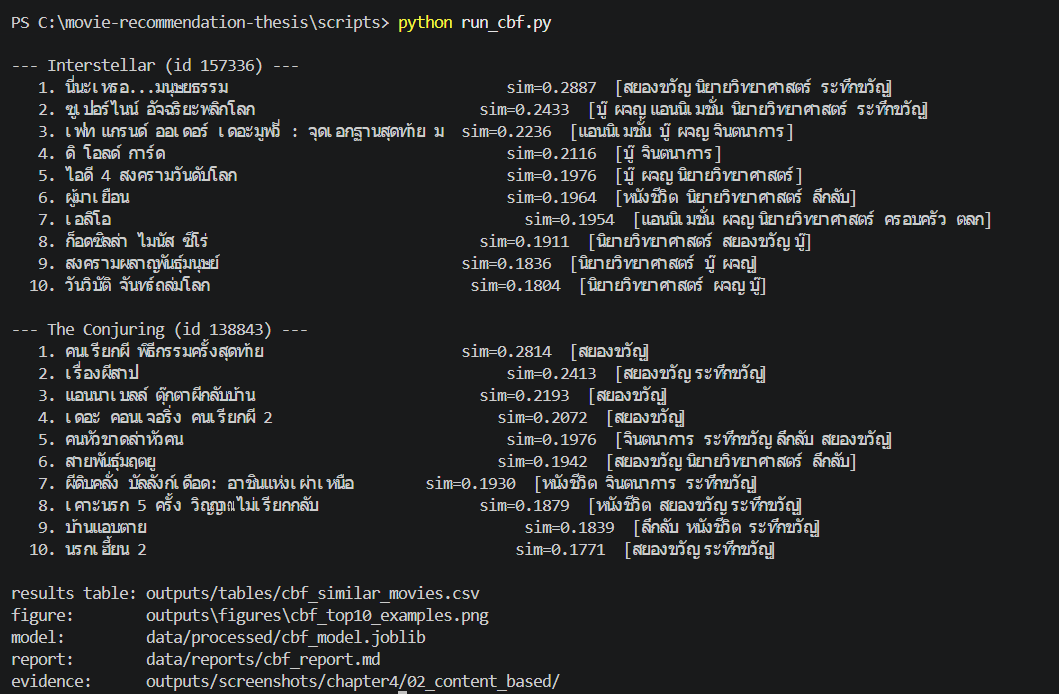 PS C:\movie-recommendation-thesis\scripts> python run_cbf.py
--- Interstellar (id 157336) ---
1. นี่นะเหรอ...มนุษยธรรม sim=0.2887 [สยองขวัญ นิยายวิทยาศาสตร์ ระทึกขวัญ]
2. ซูเปอร์ไนน์ อัจฉริยะพลิกโลก sim=0.2433 [บู๊ ผจญ แอนนิเมชั่น นิยายวิทยาศาสตร์ ระทึกขวัญ]
3. เฟท แกรนด์ ออเดอร์ เดอะมูฟวี่ : จุดเอกฐานสุดท้าย ม sim=0.2236 [แอนนิเมชั่น บู๊ ผจญ จินตนาการ]
4. ดิ โอลด์ การ์ด sim=0.2116 [บู๊ จินตนาการ]
5. ไอดี 4 สงครามวันดับโลก sim=0.1976 [บู๊ ผจญ นิยายวิทยาศาสตร์]
6. ผู้มาเยือน sim=0.1964 [หนังชีวิต นิยายวิทยาศาสตร์ ลึกลับ]
7. เอลิโอ sim=0.1954 [แอนนิเมชั่น ผจญ นิยายวิทยาศาสตร์ ครอบครัว ตลก]
8. ก็อดซิลล่า ไมนัส ซีโร่ sim=0.1911 [นิยายวิทยาศาสตร์ สยองขวัญ บู๊]
9. สงครามผลาญพันธุ์มนุษย์ sim=0.1836 [นิยายวิทยาศาสตร์ บู๊ ผจญ]
10. วันวิบัติ จันทร์ถล่มโลก sim=0.1804 [นิยายวิทยาศาสตร์ ผจญ บู๊]
--- The Conjuring (id 138843) ---
1. คนเรียกผี พิธีกรรมครั้งสุดท้าย sim=0.2814 [สยองขวัญ]
2. เรื่องผีสาป sim=0.2413 [สยองขวัญ ระทึกขวัญ]
3. แอนนาเบลล์ ตุ๊กตาผีกลับบ้าน sim=0.2193 [สยองขวัญ]
4. เดอะ คอนเจอริ่ง คนเรียกผี 2 sim=0.2072 [สยองขวัญ]
5. คนหัวขาดล่าหัวคน sim=0.1976 [จินตนาการ ระทึกขวัญ ลึกลับ สยองขวัญ]
6. สายพันธุ์มฤตยู sim=0.1942 [สยองขวัญ นิยายวิทยาศาสตร์ ลึกลับ]
7. ผีดิบคลั่ง บัลลังก์เดือด: อาชินแห่งเผ่าเหนือ sim=0.1930 [หนังชีวิต จินตนาการ ระทึกขวัญ]
8. เคาะนรก 5 ครั้ง วิญญาณไม่เรียกกลับ sim=0.1879 [หนังชีวิต สยองขวัญ ระทึกขวัญ]
9. บ้านแอบตาย sim=0.1839 [ลึกลับ หนังชีวิต ระทึกขวัญ]
10. นรกเฮี้ยน 2 sim=0.1771 [สยองขวัญ ระทึกขวัญ]
results table: outputs/tables/cbf_similar_movies.csv
figure: outputs\figures\cbf_top10_examples.png
model: data/processed/cbf_model.joblib
report: data/reports/cbf_report.md
evidence: outputs/screenshots/chapter4/02_content_based/